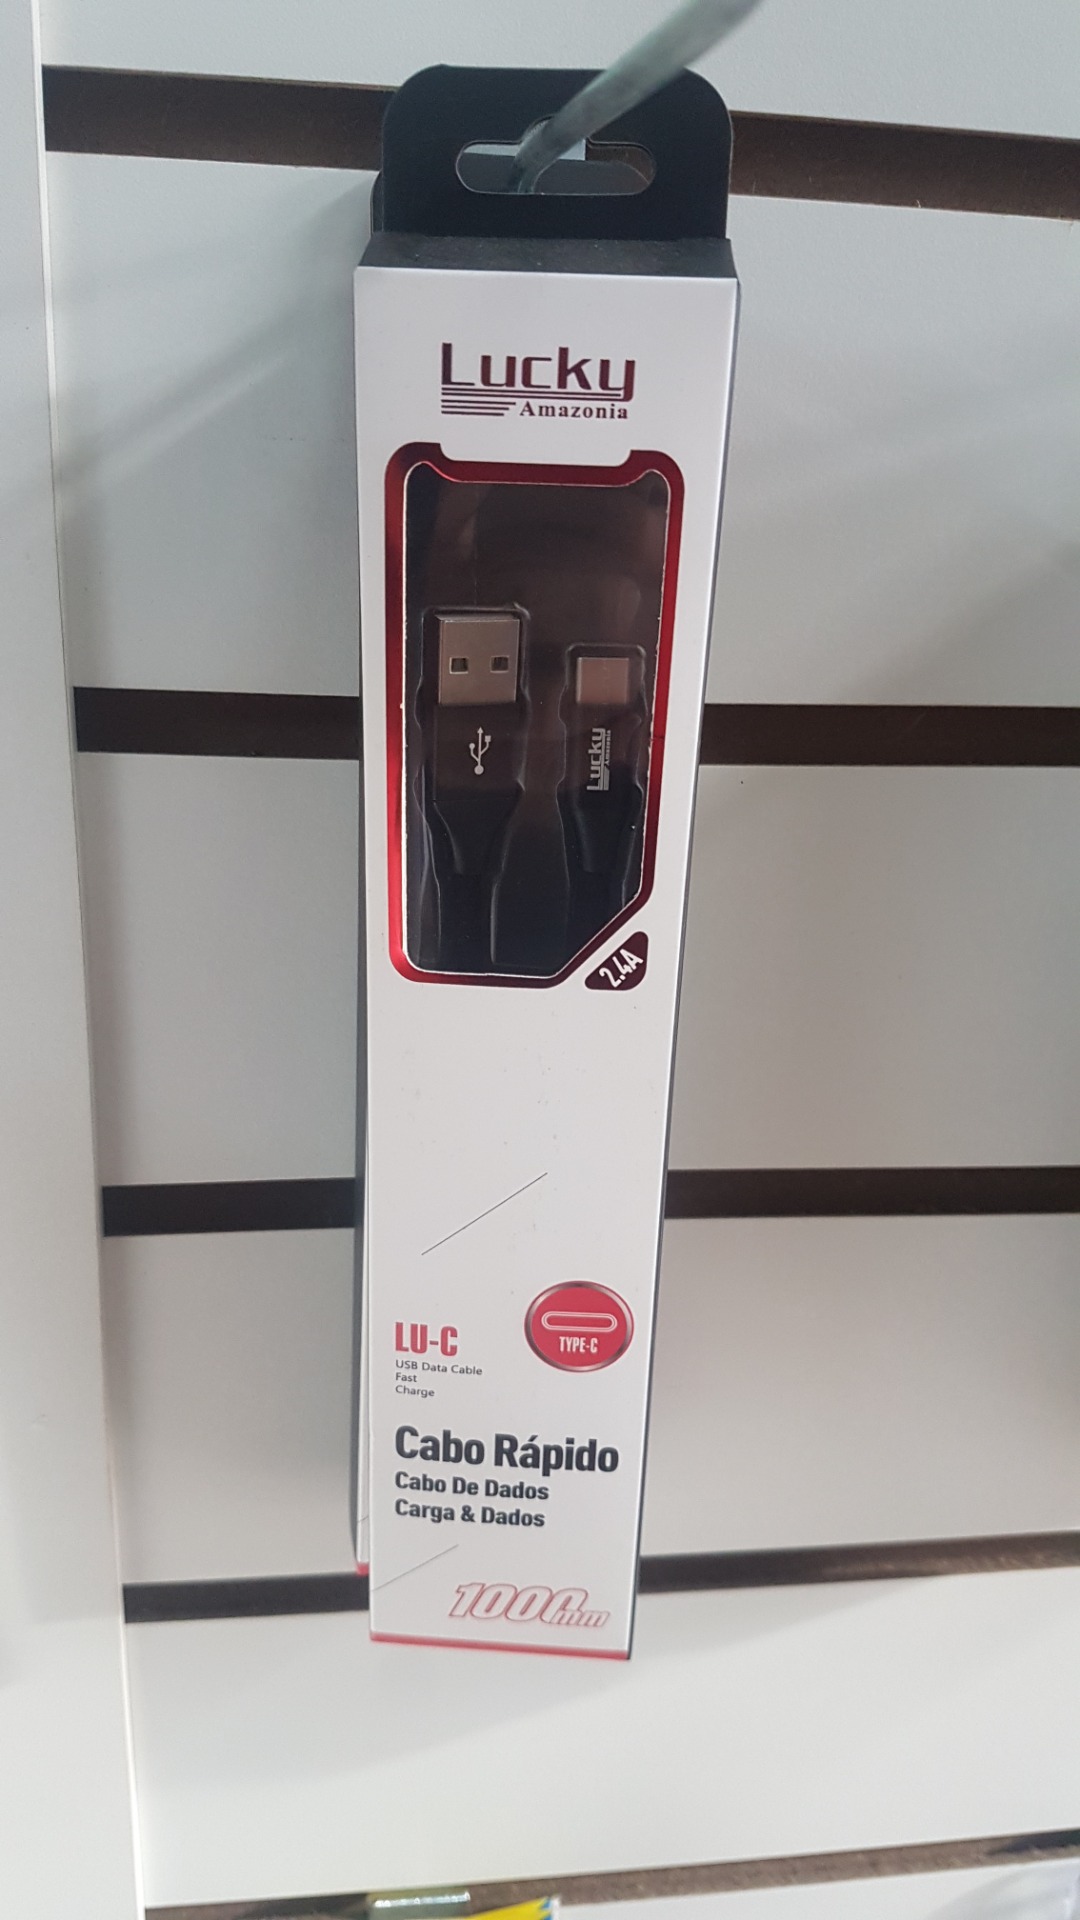 Lucky
Amazonia
Lucky
Amazonia
2.4A
TYPE-C
LU-C
USB Data Cable
Fast
Charge
Cabo Rápido
Cabo De Dados
Carga & Dados
1000mm